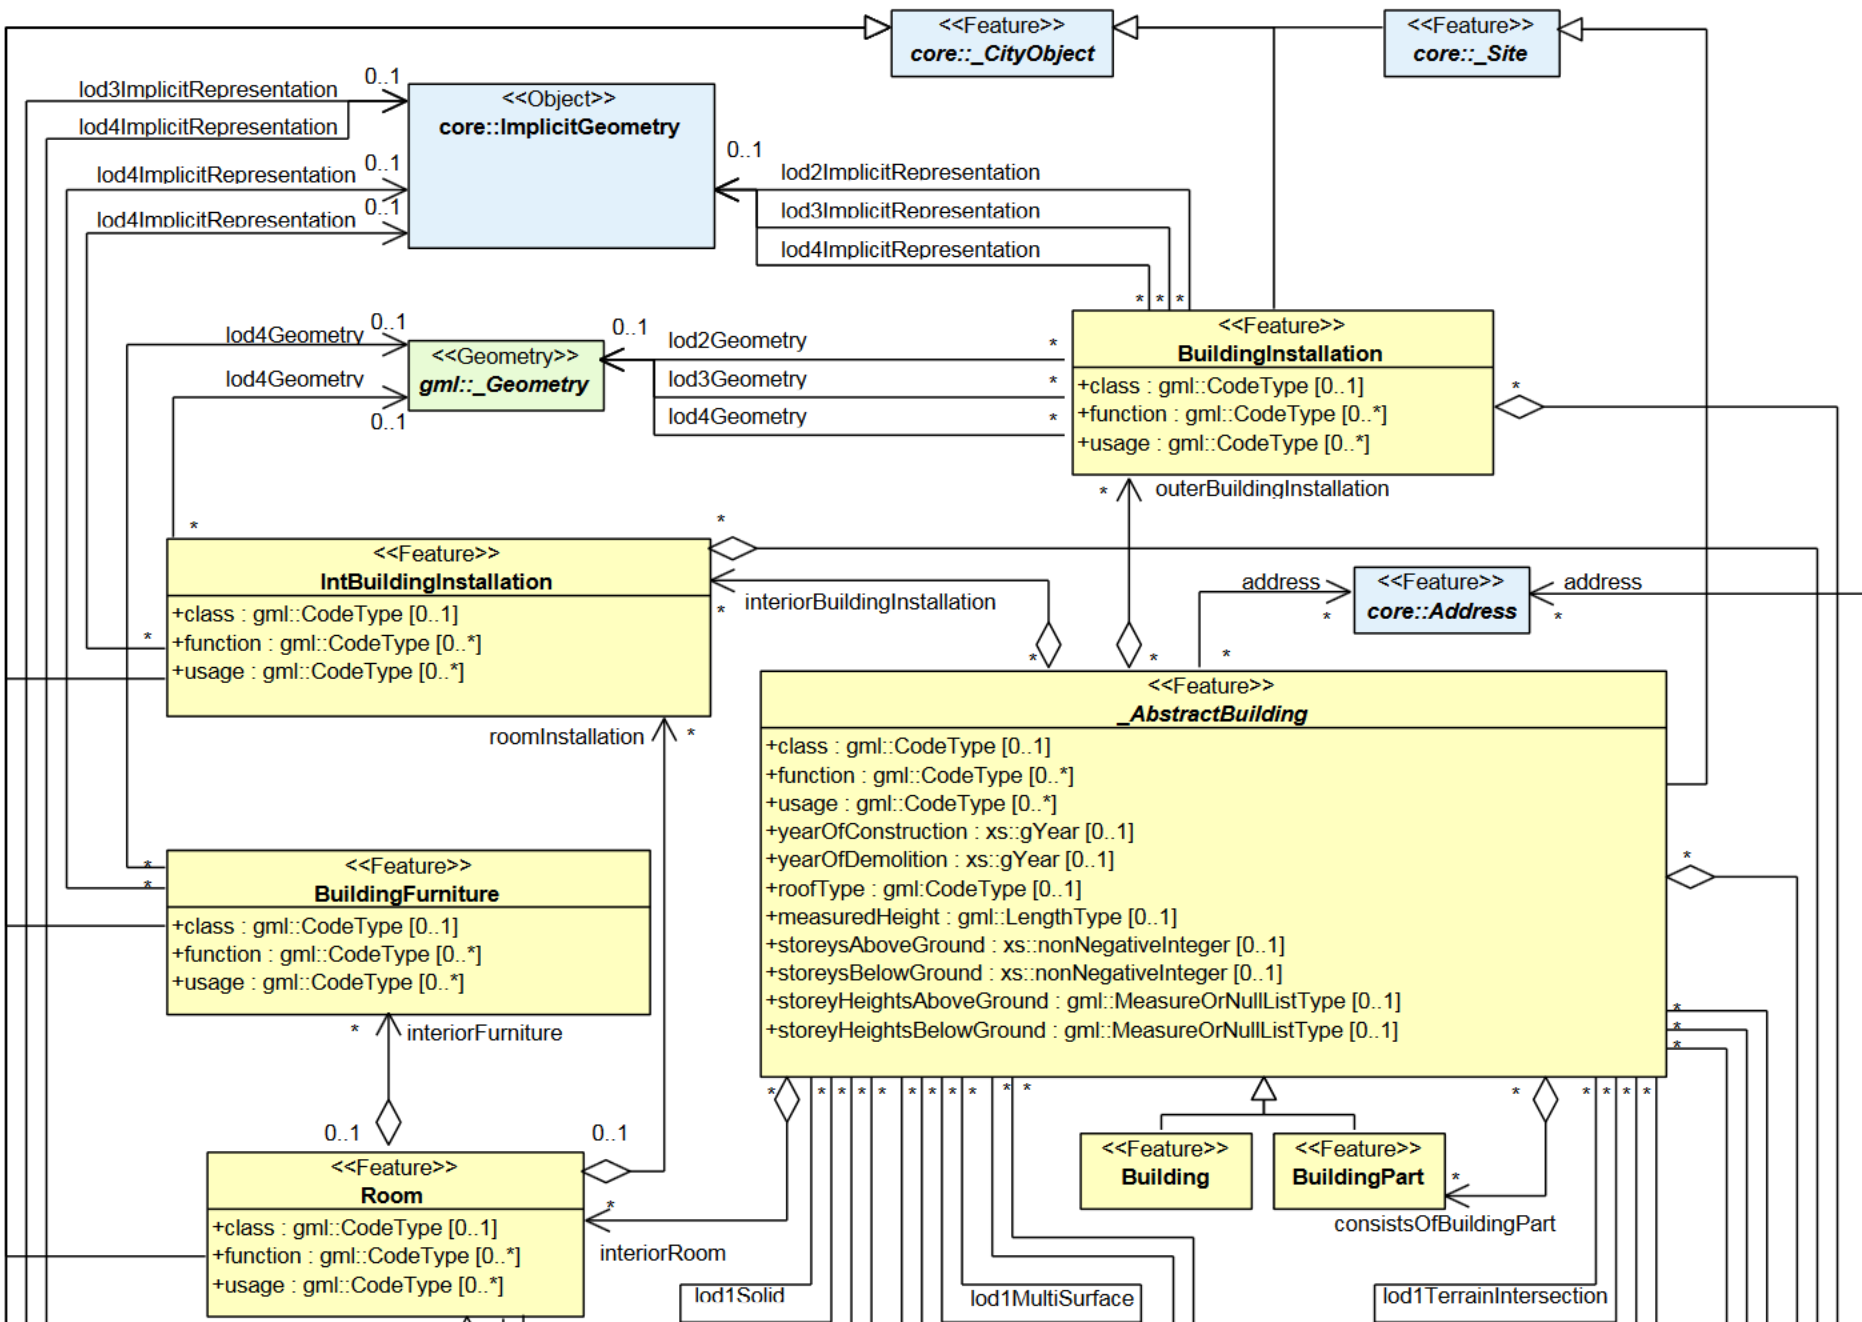 <<Feature>>
core::_CityObject
<<Feature>>
core::_Site
lod3ImplicitRepresentation
0..1
lod4ImplicitRepresentation
lod4ImplicitRepresentation
0..1
lod4ImplicitRepresentation
0..1
<<Object>>
core::ImplicitGeometry
0..1
lod2ImplicitRepresentation
lod3ImplicitRepresentation
lod4ImplicitRepresentation
* * *
lod4Geometry
0..1
lod4Geometry
0..1
<<Geometry>>
gml::_Geometry
0..1
lod2Geometry
*
lod3Geometry
*
lod4Geometry
*
<<Feature>>
BuildingInstallation
+class : gml::CodeType [0..1]
+function : gml::CodeType [0..*]
+usage : gml::CodeType [0..*]
*
* outerBuildingInstallation
*
*
<<Feature>>
IntBuildingInstallation
+class : gml::CodeType [0..1]
+function : gml::CodeType [0..*]
+usage : gml::CodeType [0..*]
*
interiorBuildingInstallation
*
address
*
<<Feature>>
core::Address
address
*
* * *
roomInstallation *
<<Feature>>
_AbstractBuilding
+class : gml::CodeType [0..1]
+function : gml::CodeType [0..*]
+usage : gml::CodeType [0..*]
+yearOfConstruction : xs::gYear [0..1]
+yearOfDemolition : xs::gYear [0..1]
+roofType : gml:CodeType [0..1]
+measuredHeight : gml::LengthType [0..1]
+storeysAboveGround : xs::nonNegativeInteger [0..1]
+storeysBelowGround : xs::nonNegativeInteger [0..1]
+storeyHeightsAboveGround : gml::MeasureOrNullListType [0..1]
+storeyHeightsBelowGround : gml::MeasureOrNullListType [0..1]
*
*
*
*
*
*
<<Feature>>
BuildingFurniture
+class : gml::CodeType [0..1]
+function : gml::CodeType [0..*]
+usage : gml::CodeType [0..*]
* interiorFurniture
0..1
0..1
* * * * * * * * * * * * * * * *
<<Feature>>
Room
+class : gml::CodeType [0..1]
+function : gml::CodeType [0..*]
+usage : gml::CodeType [0..*]
*
interiorRoom
<<Feature>>
Building
<<Feature>>
BuildingPart
*
consistsOfBuildingPart
lod1Solid
lod1MultiSurface
lod1TerrainIntersection